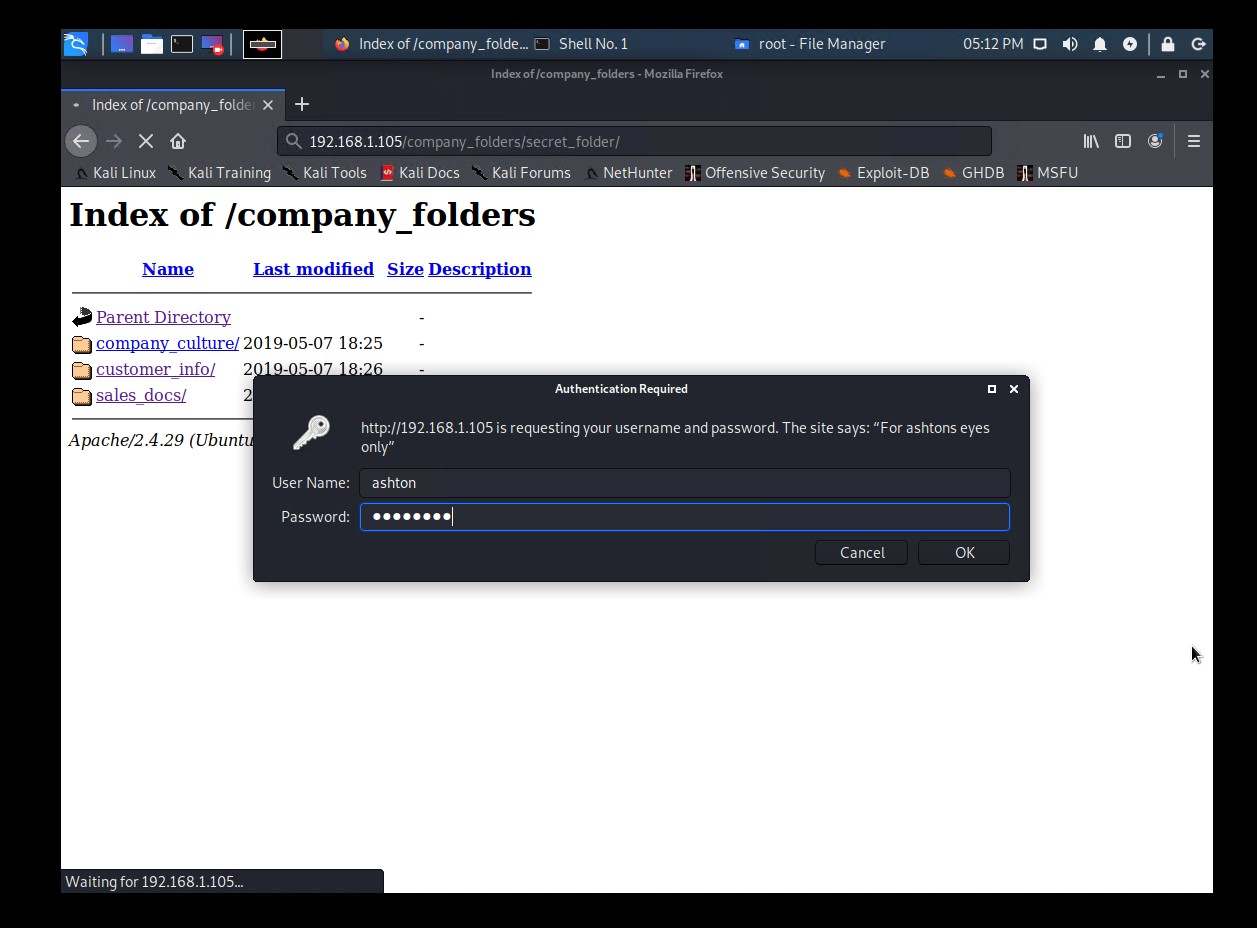 Index of /company_folde... Shell No. 1 root - File Manager 05:12 PM
Index of /company_folders - Mozilla Firefox
Index of /company_folde
192.168.1.105/company_folders/secret_folder/
Kali Linux Kali Training Kali Tools Kali Docs Kali Forums NetHunter Offensive Security Exploit-DB GHDB MSFU
Index of /company_folders
Name Last modified Size Description
Parent Directory -
company_culture/ 2019-05-07 18:25 -
customer_info/ 2019-05-07 18:26 -
sales_docs/ 2
Apache/2.4.29 (Ubuntu
Authentication Required
http://192.168.1.105 is requesting your username and password. The site says: “For ashtons eyes
only”
User Name: ashton
Password: ●●●●●●●●
Cancel OK
Waiting for 192.168.1.105...